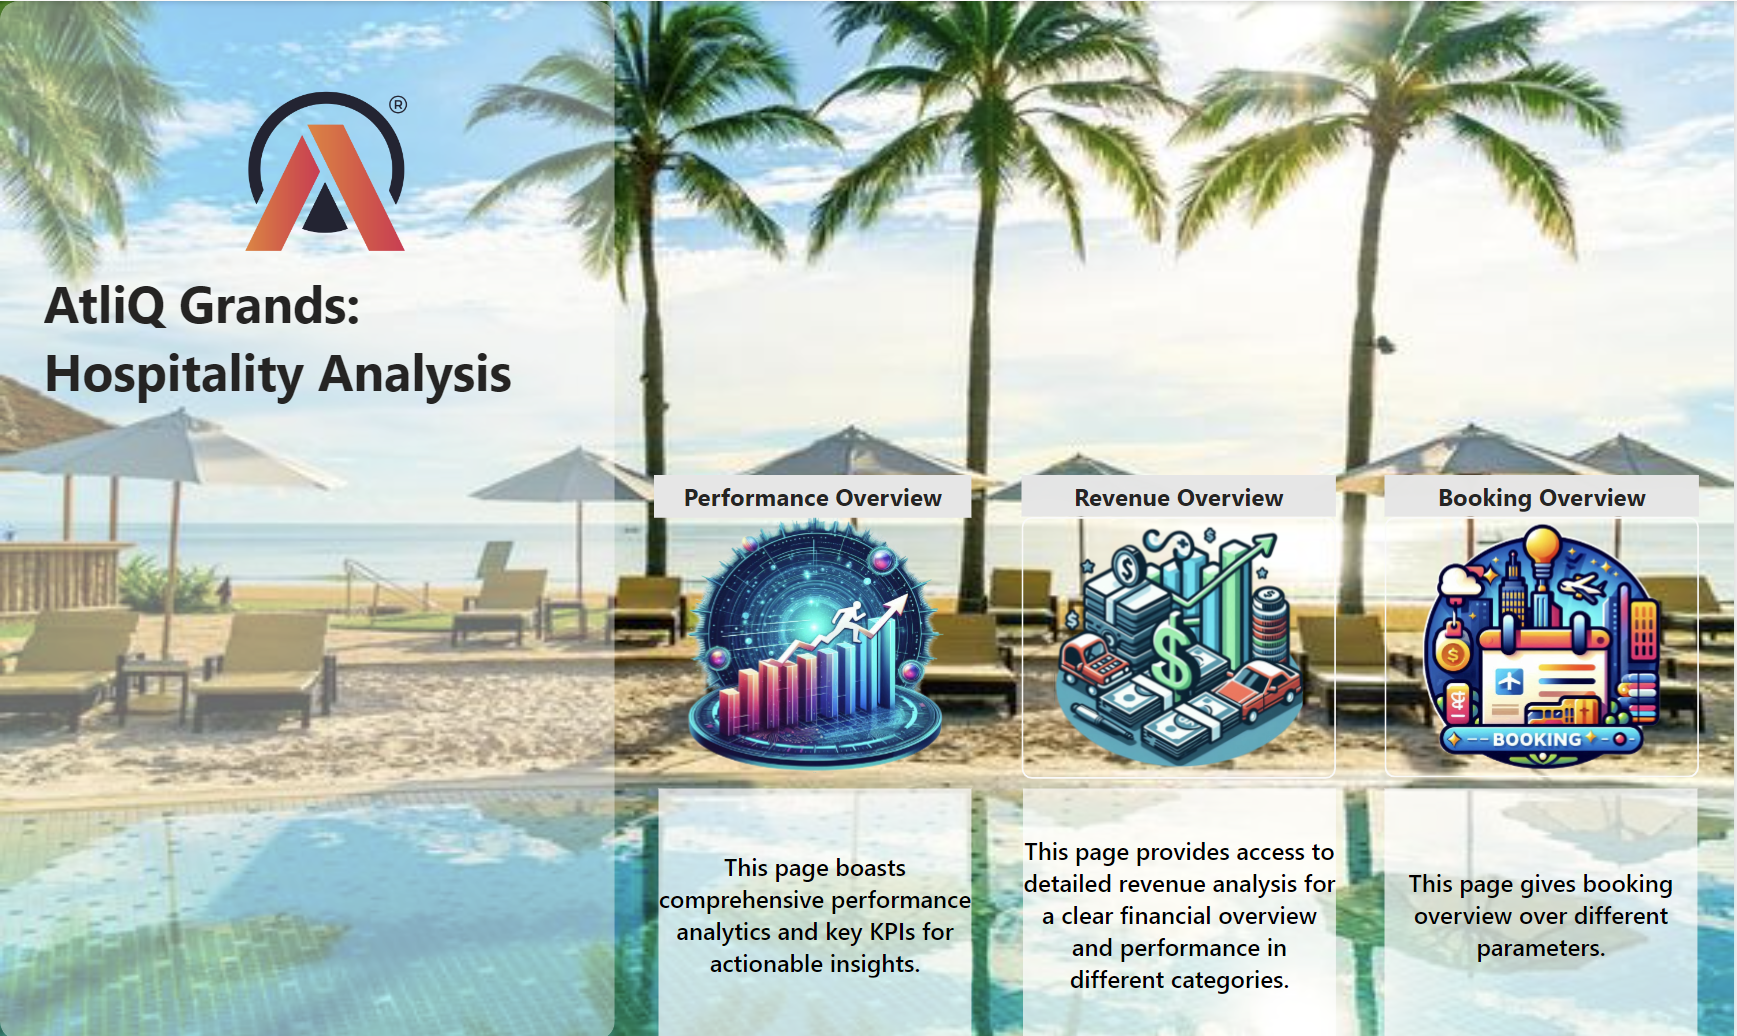 ®
AtliQ Grands:
Hospitality Analysis
Performance Overview
Revenue Overview
Booking Overview
BOOKING
This page boasts
comprehensive performance
analytics and key KPIs for
actionable insights.
This page provides access to
detailed revenue analysis for
a clear financial overview
and performance in
different categories.
This page gives booking
overview over different
parameters.